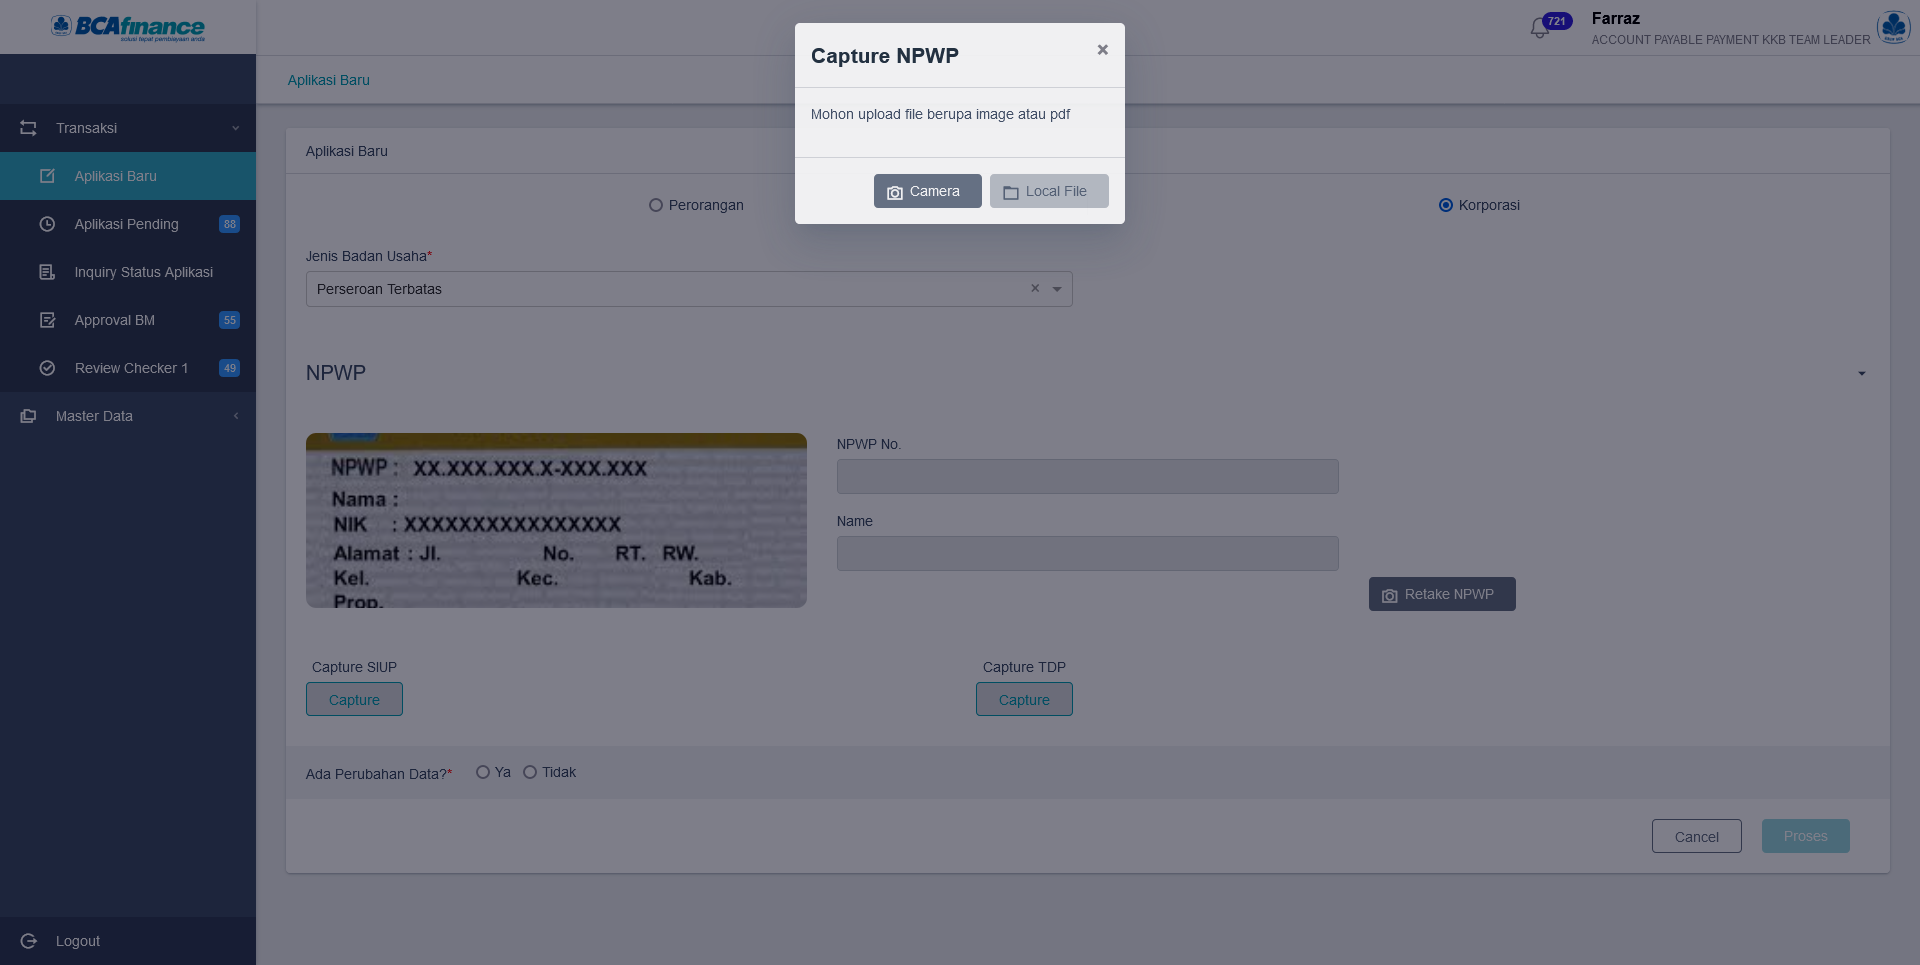 BCAfinance
solusi tepat pembiayaan anda
721
Farraz
ACCOUNT PAYABLE PAYMENT KKB TEAM LEADER
Aplikasi Baru
Transaksi
Aplikasi Baru
Aplikasi Pending 88
Inquiry Status Aplikasi
Approval BM 55
Review Checker 1 49
Master Data
Logout
Capture NPWP ×
Mohon upload file berupa image atau pdf
Camera Local File
Aplikasi Baru
Perorangan Korporasi
Jenis Badan Usaha*
Perseroan Terbatas ×
NPWP
NPWP : XX.XXX.XXX.X-XXX.XXX
Nama :
NIK : XXXXXXXXXXXXXXXX
Alamat : Jl. No. RT. RW.
Kel. Kec. Kab.
Prop.
NPWP No.
Name
Retake NPWP
Capture SIUP Capture TDP
Capture Capture
Ada Perubahan Data?* Ya Tidak
Cancel Proses